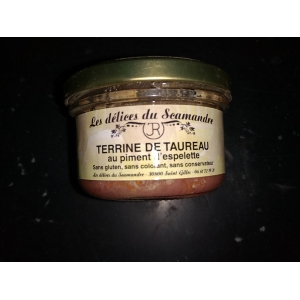 Les délices du Scamandre
JR
TERRINE DE TAUREAU
au piment d'espelette
Sans gluten, sans colorant, sans conservateur
les délices du Scamandre - 30800 Saint Gilles